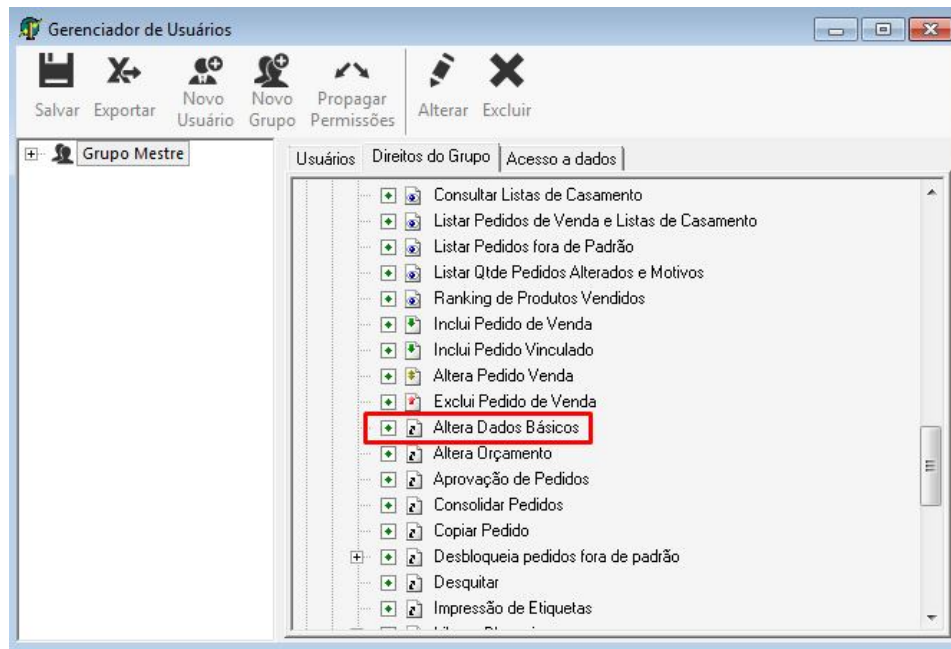 Gerenciador de Usuários
Salvar
Exportar
Novo Usuário
Novo Grupo
Propagar Permissões
Alterar
Excluir
Grupo Mestre
Usuários
Direitos do Grupo
Acesso a dados
Consultar Listas de Casamento
Listar Pedidos de Venda e Listas de Casamento
Listar Pedidos fora de Padrão
Listar Qtde Pedidos Alterados e Motivos
Ranking de Produtos Vendidos
Inclui Pedido de Venda
Inclui Pedido Vinculado
Altera Pedido Venda
Exclui Pedido de Venda
Altera Dados Básicos
Altera Orçamento
Aprovação de Pedidos
Consolidar Pedidos
Copiar Pedido
Desbloqueia pedidos fora de padrão
Desquitar
Impressão de Etiquetas